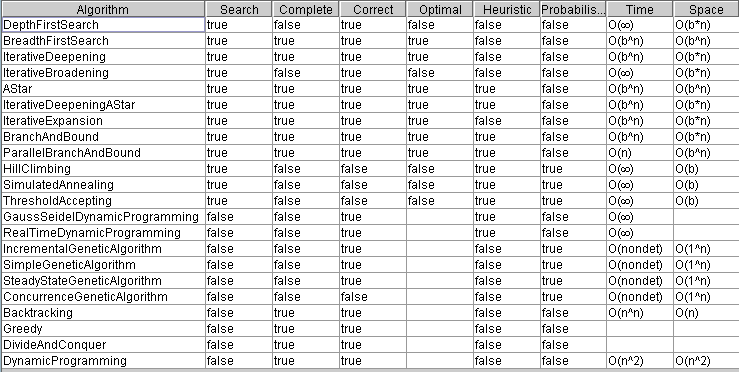 Algorithm Search Complete Correct Optimal Heuristic Probabilis... Time Space
DepthFirstSearch true false true false false false O(∞) O(b*n)
BreadthFirstSearch true true true true false false O(b^n) O(b^n)
IterativeDeepening true true true true false false O(b^n) O(b*n)
IterativeBroadening true false true false false false O(∞) O(b*n)
AStar true true true true true false O(b^n) O(b^n)
IterativeDeepeningAStar true true true true true false O(b^n) O(b*n)
IterativeExpansion true true true true false false O(b^n) O(b*n)
BranchAndBound true true true true true false O(b^n) O(b*n)
ParallelBranchAndBound true true true true true false O(n) O(b^n)
HillClimbing true false false false true true O(∞) O(b)
SimulatedAnnealing true false false false true true O(∞) O(b)
ThresholdAccepting true false false false true true O(∞) O(b)
GaussSeidelDynamicProgramming false false true true false O(∞)
RealTimeDynamicProgramming false false true true false O(∞)
IncrementalGeneticAlgorithm false false true false true O(nondet) O(1^n)
SimpleGeneticAlgorithm false false true false true O(nondet) O(1^n)
SteadyStateGeneticAlgorithm false false true false true O(nondet) O(1^n)
ConcurrenceGeneticAlgorithm false false false false true O(nondet) O(1^n)
Backtracking false true true false false O(n^n) O(n)
Greedy false true true false false
DivideAndConquer false true true false false
DynamicProgramming false true true false false O(n^2) O(n^2)